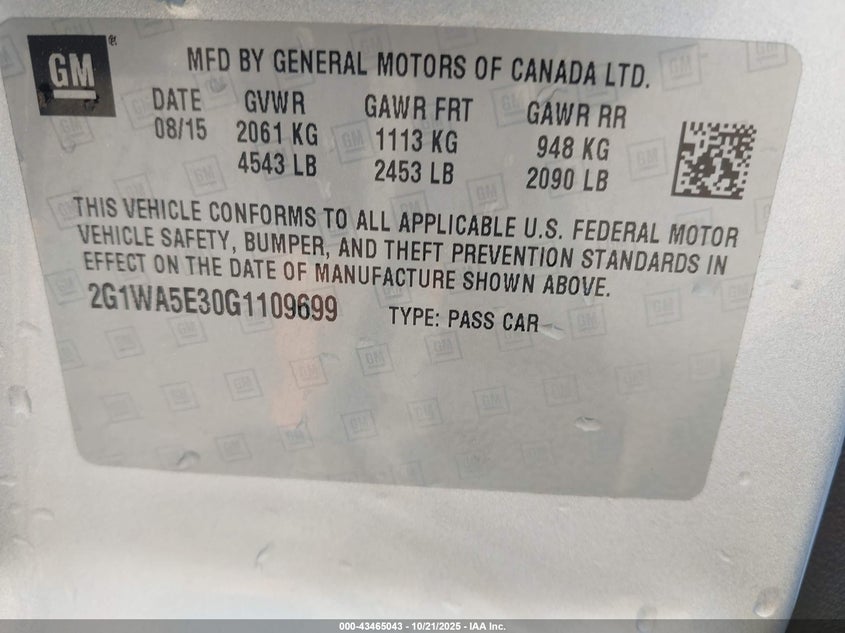 GM
MFD BY GENERAL MOTORS OF CANADA LTD.
DATE GVWR GAWR FRT GAWR RR
08/15 2061 KG 1113 KG 948 KG
4543 LB 2453 LB 2090 LB
THIS VEHICLE CONFORMS TO ALL APPLICABLE U.S. FEDERAL MOTOR
VEHICLE SAFETY, BUMPER, AND THEFT PREVENTION STANDARDS IN
EFFECT ON THE DATE OF MANUFACTURE SHOWN ABOVE.
2G1WA5E30G1109699 TYPE: PASS CAR
000-43465043 - 10/21/2025 - IAA Inc.